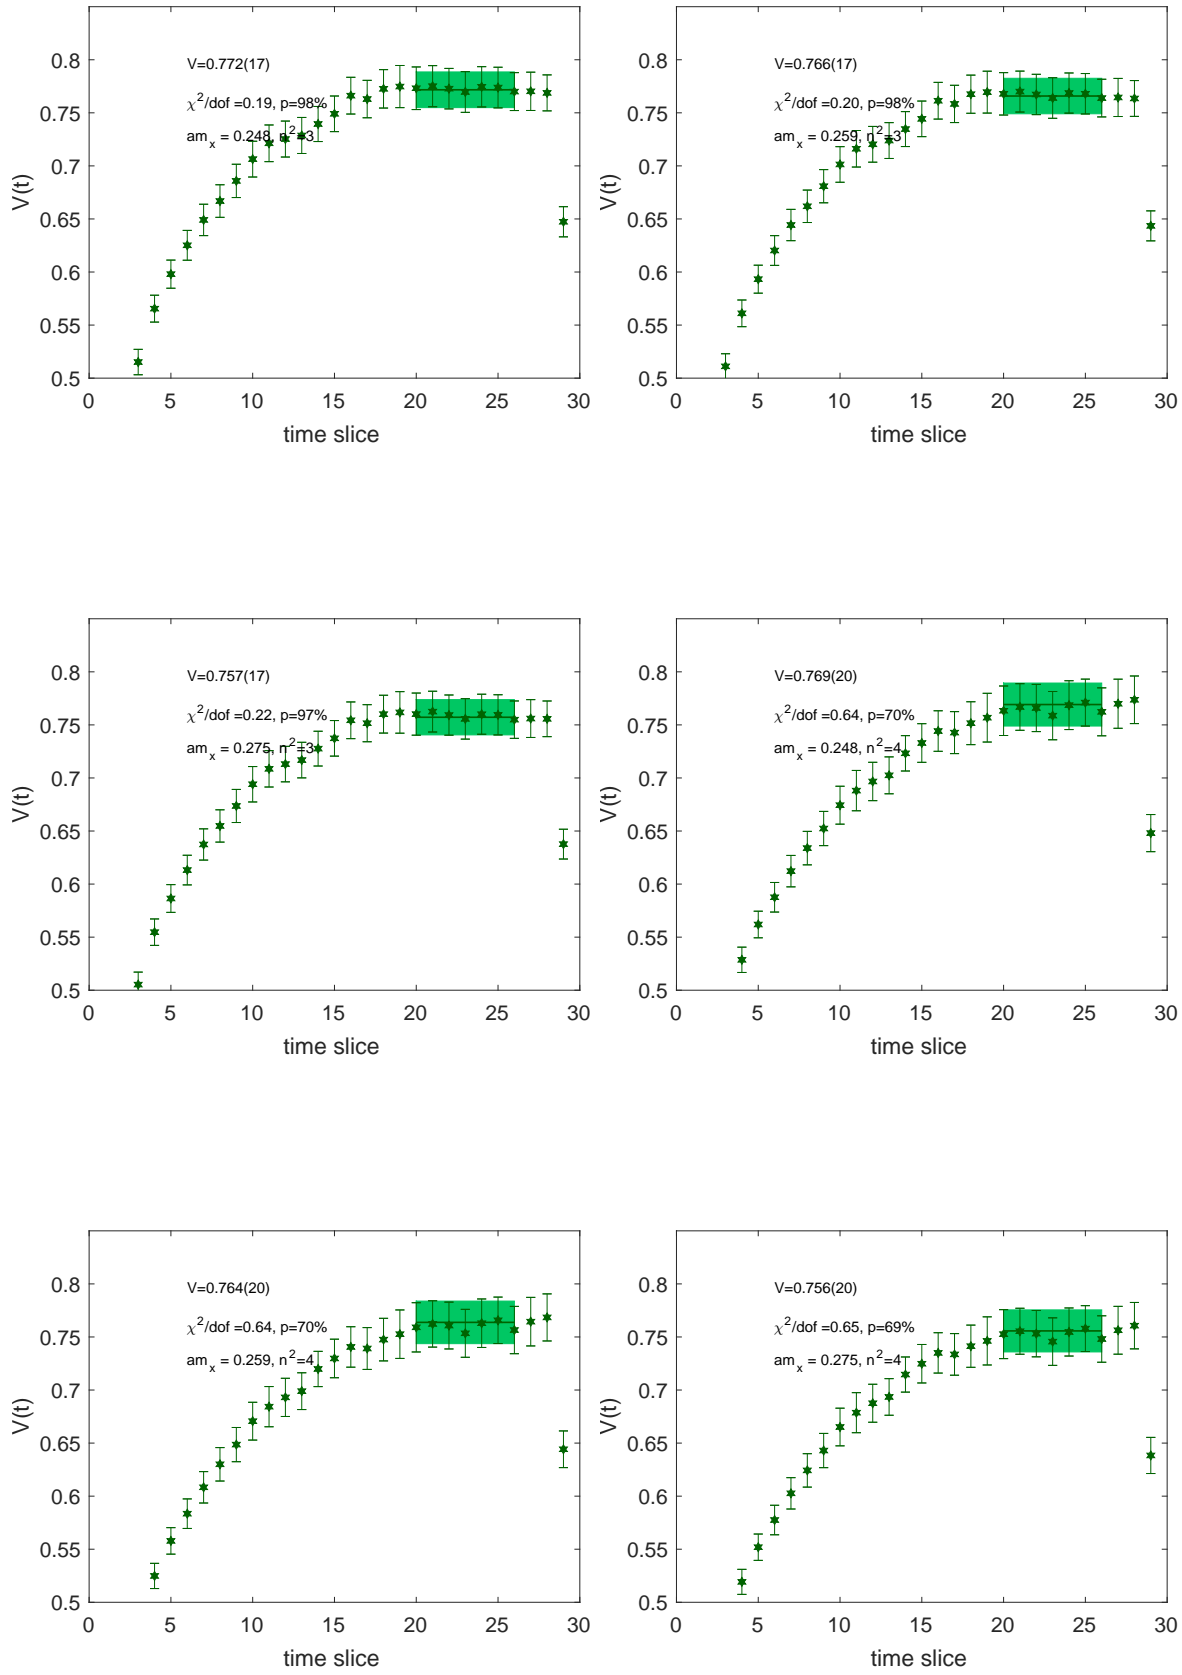 V=0.772(17)
χ²/dof =0.19, p=98%
amₓ = 0.248, n²=3
V(t)
0.8
0.75
0.7
0.65
0.6
0.55
0.5
0 5 10 15 20 25 30
time slice
V=0.766(17)
χ²/dof =0.20, p=98%
amₓ = 0.259, n²=3
V(t)
0.8
0.75
0.7
0.65
0.6
0.55
0.5
0 5 10 15 20 25 30
time slice
V=0.757(17)
χ²/dof =0.22, p=97%
amₓ = 0.275, n²=3
V(t)
0.8
0.75
0.7
0.65
0.6
0.55
0.5
0 5 10 15 20 25 30
time slice
V=0.769(20)
χ²/dof =0.64, p=70%
amₓ = 0.248, n²=4
V(t)
0.8
0.75
0.7
0.65
0.6
0.55
0.5
0 5 10 15 20 25 30
time slice
V=0.764(20)
χ²/dof =0.64, p=70%
amₓ = 0.259, n²=4
V(t)
0.8
0.75
0.7
0.65
0.6
0.55
0.5
0 5 10 15 20 25 30
time slice
V=0.756(20)
χ²/dof =0.65, p=69%
amₓ = 0.275, n²=4
V(t)
0.8
0.75
0.7
0.65
0.6
0.55
0.5
0 5 10 15 20 25 30
time slice